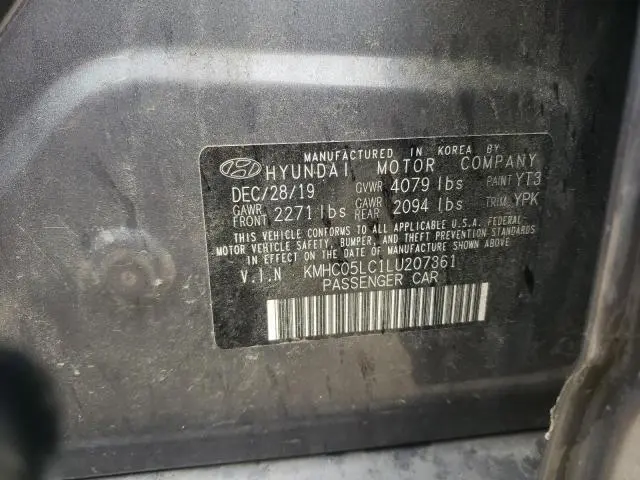 MANUFACTURED IN KOREA BY
HYUNDAI MOTOR COMPANY
DEC/28/19 GVWR 4079 lbs PAINT YT3
GAWR FRONT 2271 lbs GAWR REAR 2094 lbs TRIM YPK
THIS VEHICLE CONFORMS TO ALL APPLICABLE U.S.A. FEDERAL
MOTOR VEHICLE SAFETY, BUMPER, AND THEFT PREVENTION STANDARDS
IN EFFECT ON THE DATE OF MANUFACTURE SHOWN ABOVE.
V.I.N KMHC05LC1LU207361
PASSENGER CAR